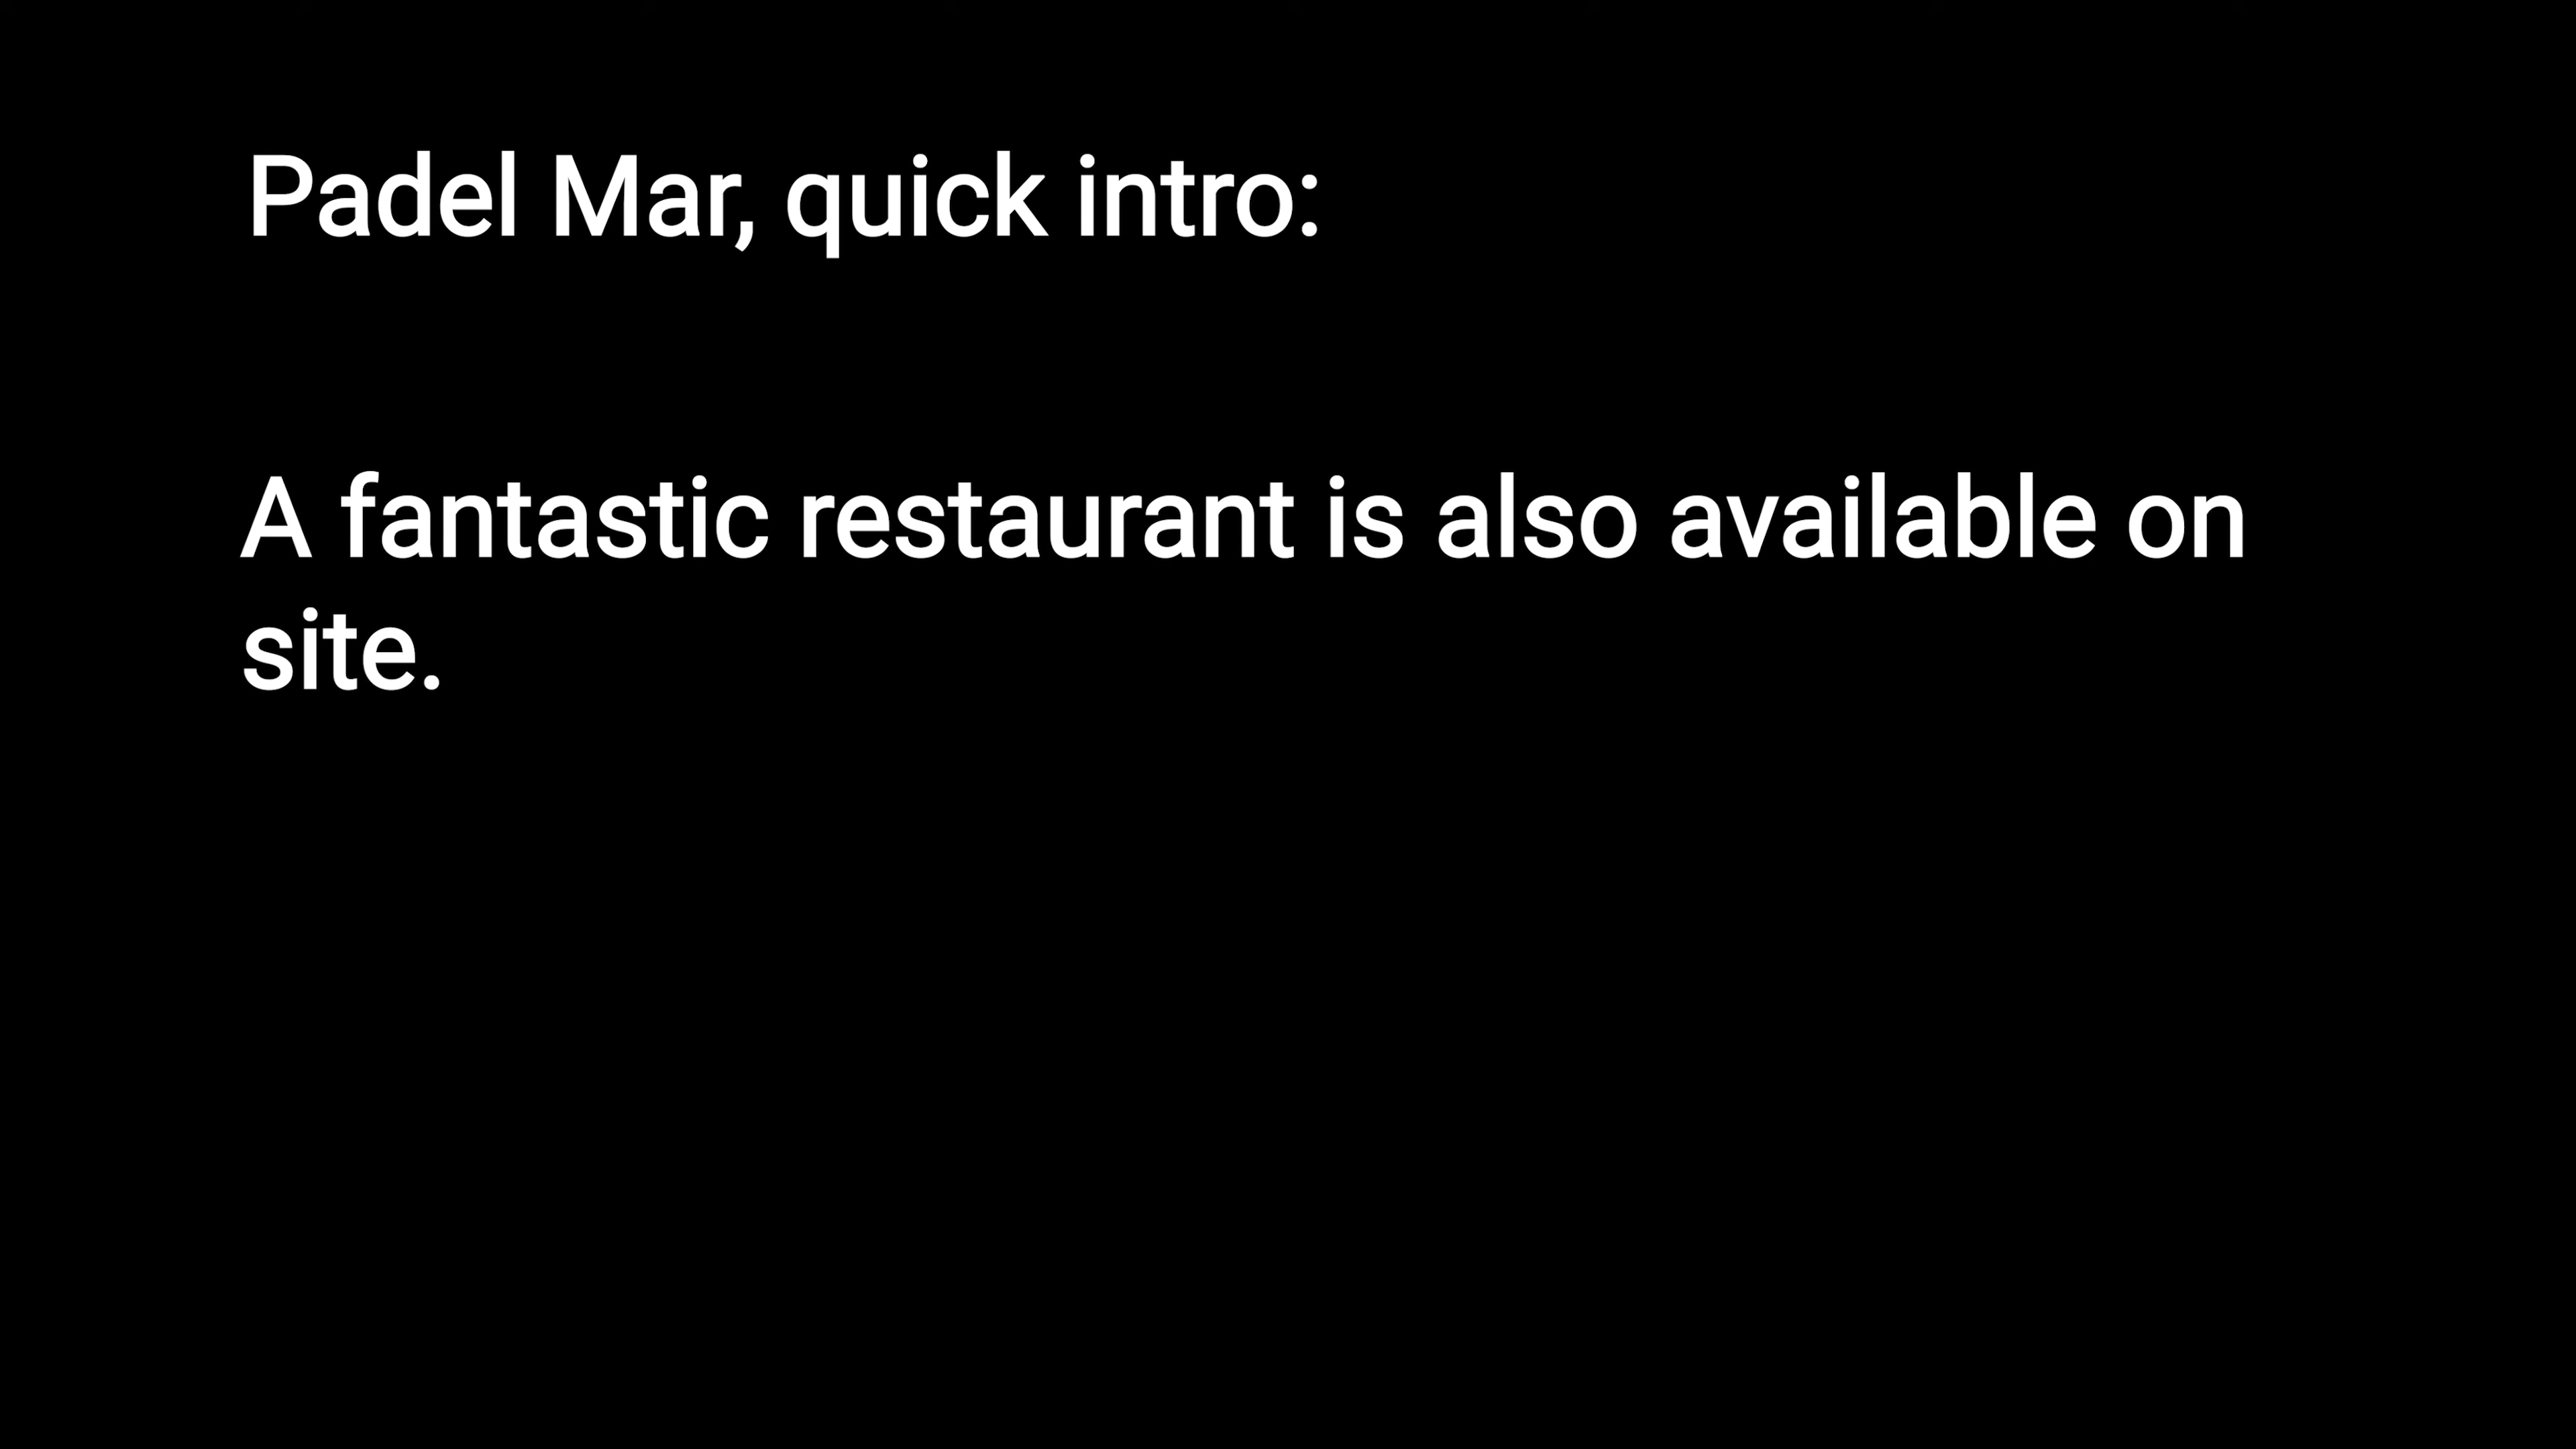 Padel Mar, quick intro:
A fantastic restaurant is also available on
site.